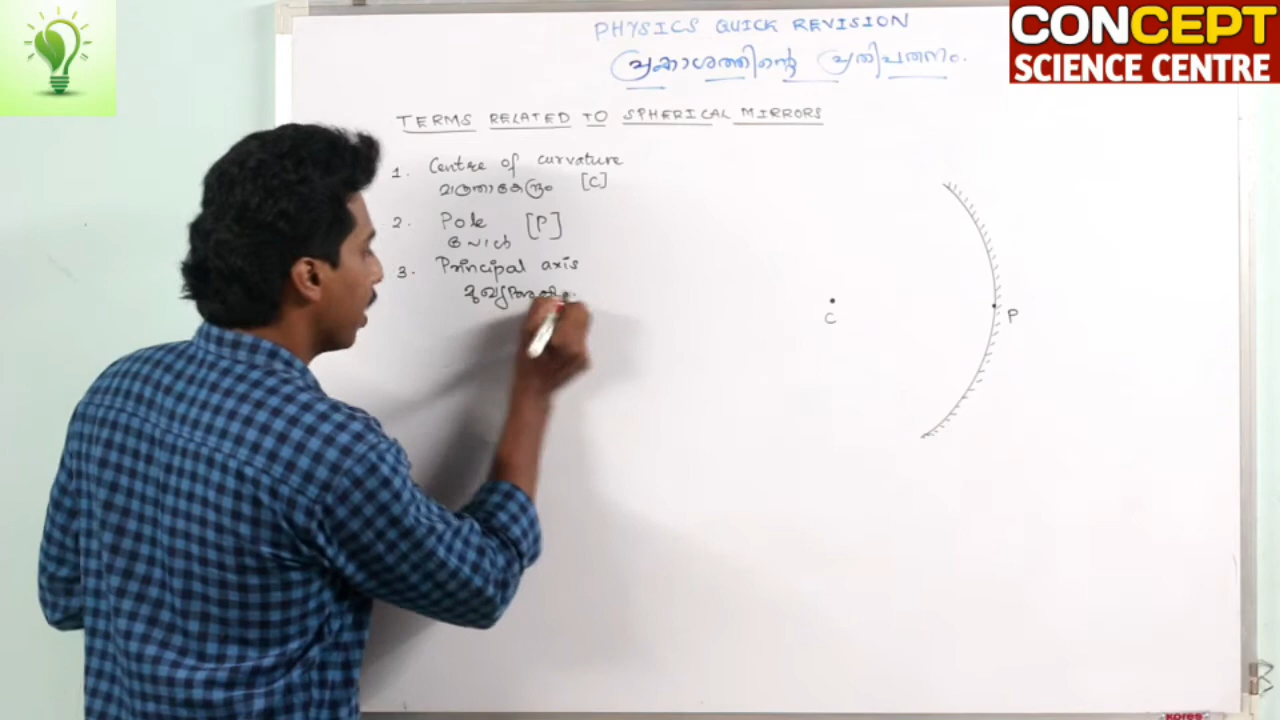 PHYSICS QUICK REVISION
പ്രകാശത്തിന്റെ പ്രതിപതനം.
CONCEPT
SCIENCE CENTRE
TERMS RELATED TO SPHERICAL MIRRORS
1. Centre of curvature
വക്രതാകേന്ദ്രം [C]
2. Pole [P]
പോൾ
3. Principal axis
മുഖ്യ
C
P
Kores